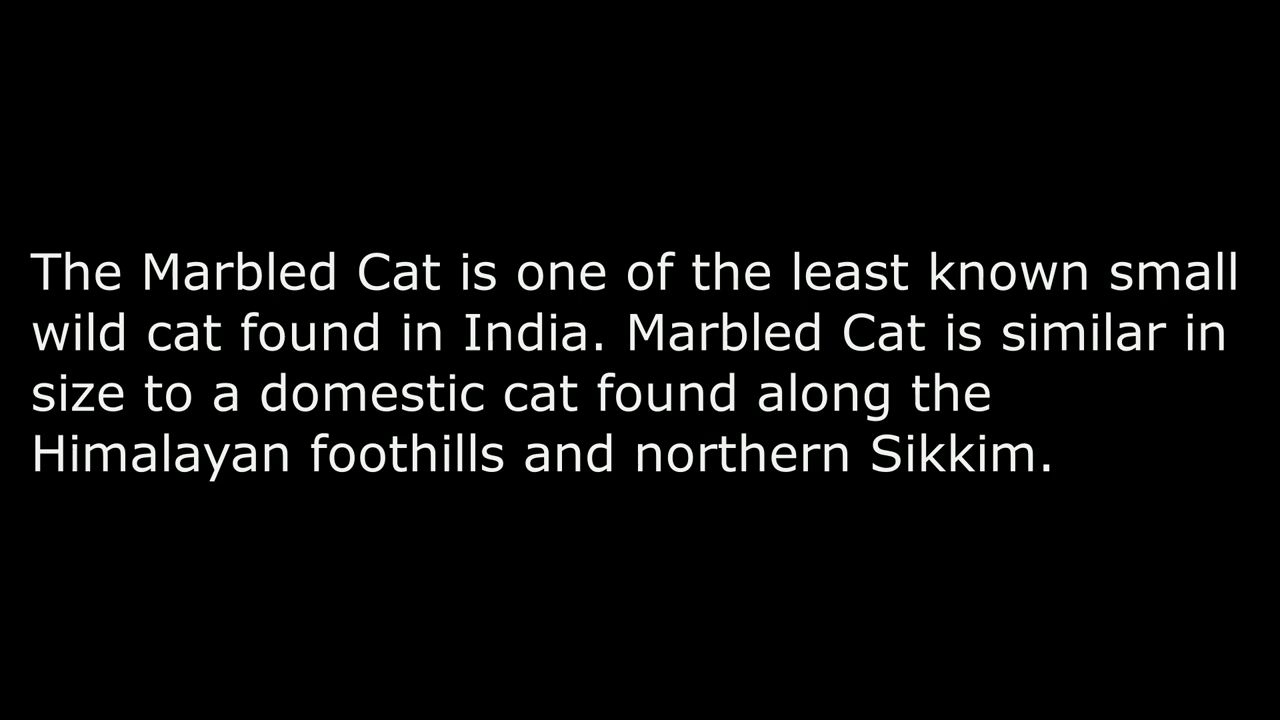 The Marbled Cat is one of the least known small
wild cat found in India. Marbled Cat is similar in
size to a domestic cat found along the
Himalayan foothills and northern Sikkim.